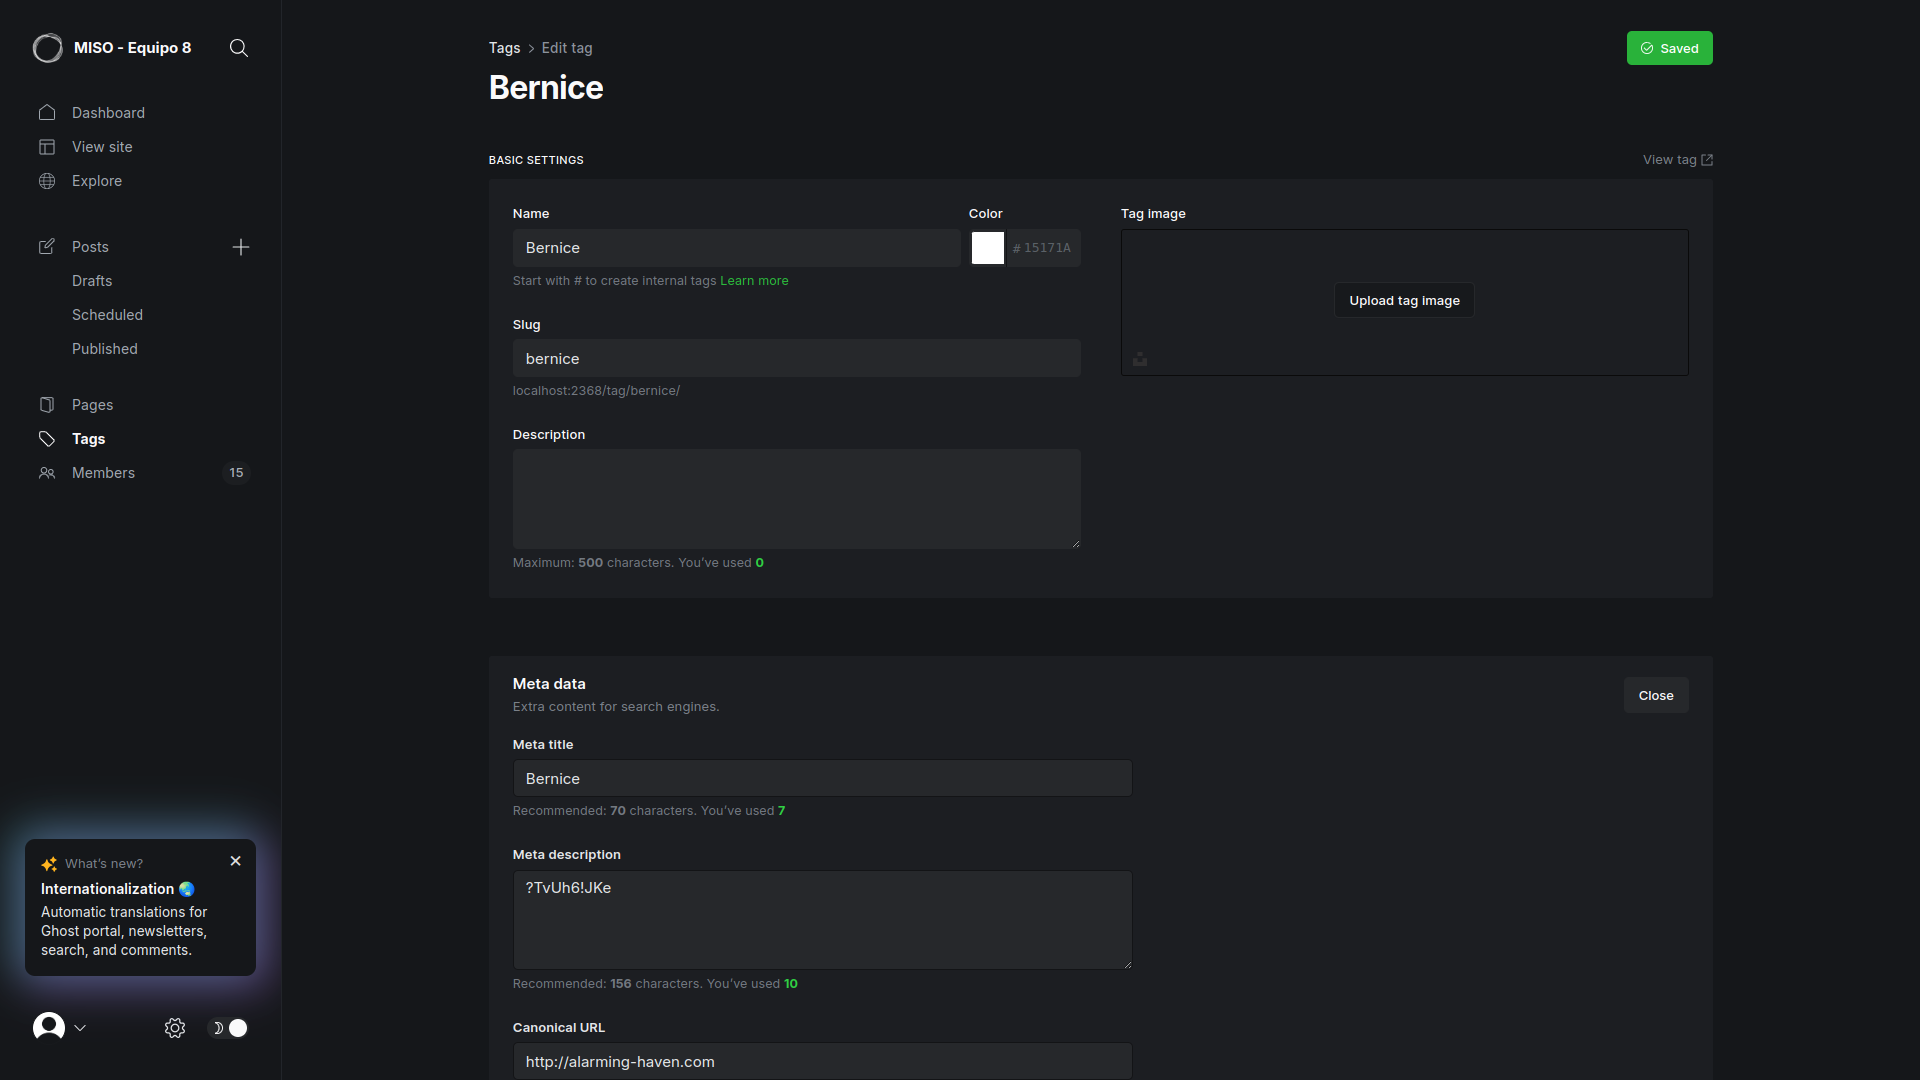 MISO - Equipo 8
Dashboard
View site
Explore
Posts
Drafts
Scheduled
Published
Pages
Tags
Members 15
What's new?
Internationalization
Automatic translations for
Ghost portal, newsletters,
search, and comments.
Tags > Edit tag
Saved
Bernice
BASIC SETTINGS
View tag
Name
Bernice
Start with # to create internal tags Learn more
Color
# 15171A
Tag image
Upload tag image
Slug
bernice
localhost:2368/tag/bernice/
Description
Maximum: 500 characters. You've used 0
Meta data
Extra content for search engines.
Close
Meta title
Bernice
Recommended: 70 characters. You've used 7
Meta description
?TvUh6!JKe
Recommended: 156 characters. You've used 10
Canonical URL
http://alarming-haven.com